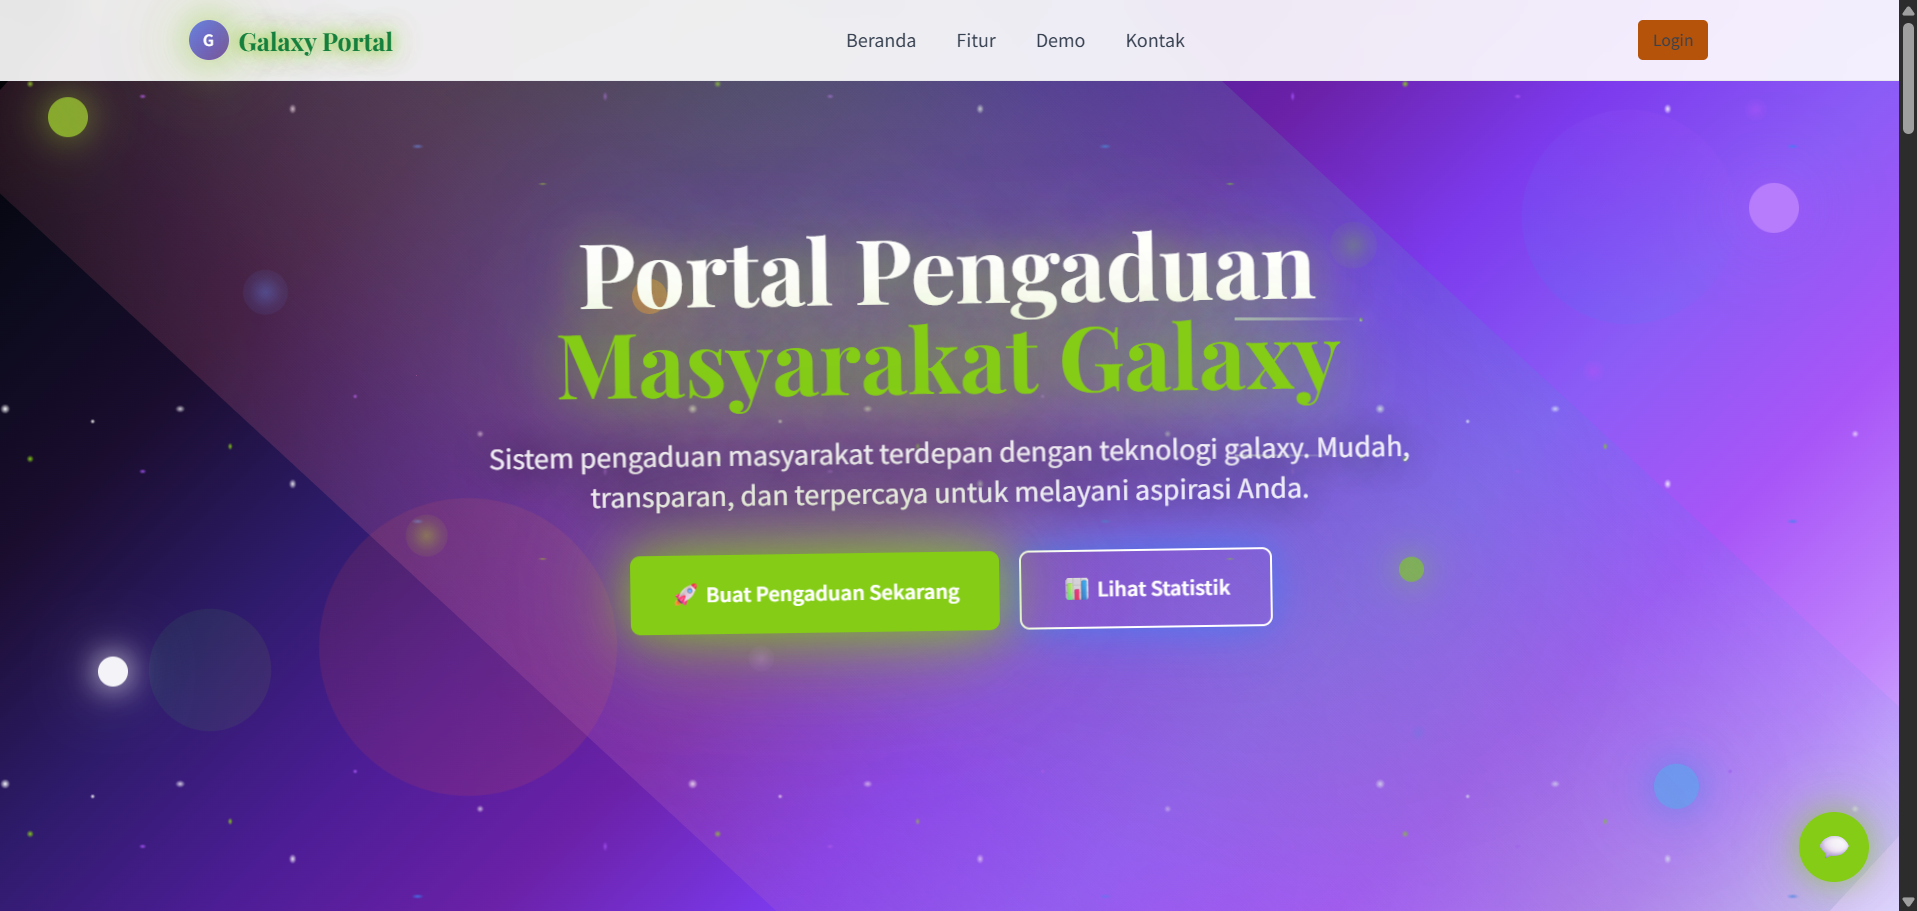 G
Galaxy Portal
Beranda
Fitur
Demo
Kontak
Login
Portal Pengaduan
Masyarakat Galaxy
Sistem pengaduan masyarakat terdepan dengan teknologi galaxy. Mudah,
transparan, dan terpercaya untuk melayani aspirasi Anda.
🚀 Buat Pengaduan Sekarang
📊 Lihat Statistik